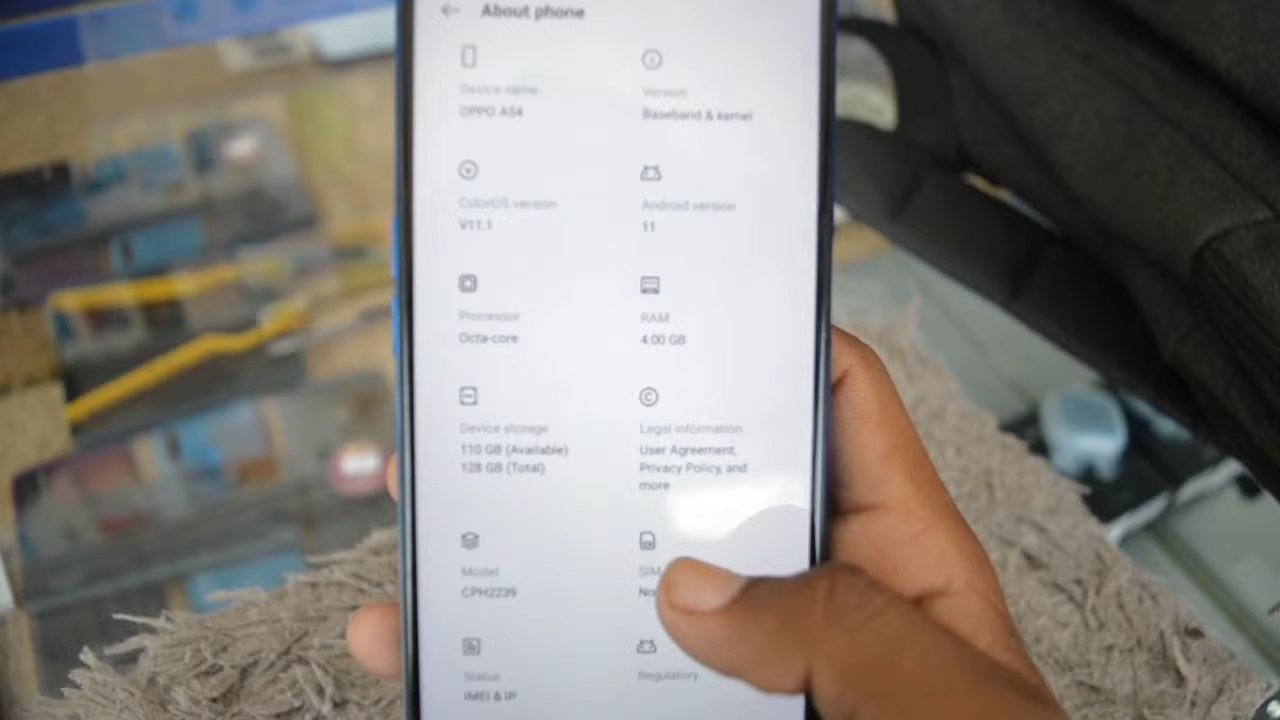 About phone
Device name
OPPO A54
Version
Baseband & kernel
ColorOS version
V11.1
Android version
11
Processor
Octa-core
RAM
4.00 GB
Device storage
110 GB (Available)
128 GB (Total)
Legal information
User Agreement,
Privacy Policy, and
more
Model
CPH2239
SIM
No
Status
IMEI & IP
Regulatory